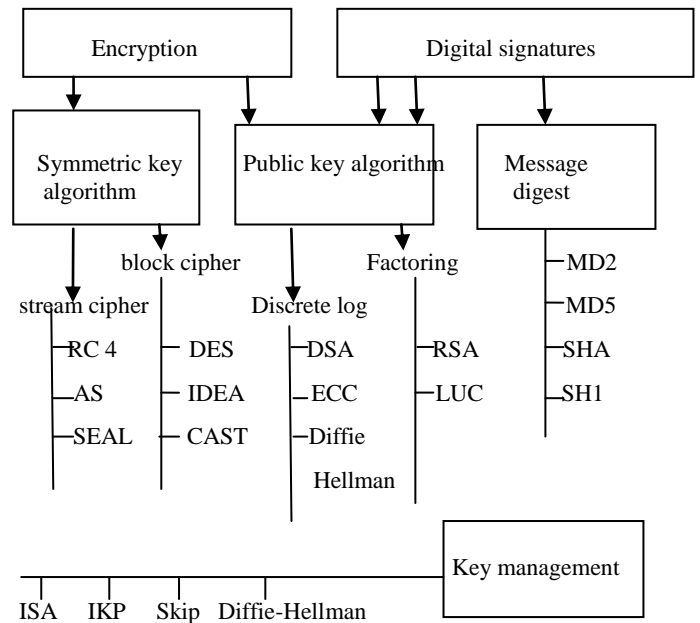 Encryption
Digital signatures
Symmetric key
algorithm
Public key algorithm
Message
digest
block cipher
Factoring
stream cipher
Discrete log
MD2
MD5
RC 4
DES
DSA
RSA
SHA
AS
IDEA
ECC
LUC
SH1
SEAL
CAST
Diffie
Hellman
Key management
ISA
IKP
Skip
Diffie-Hellman